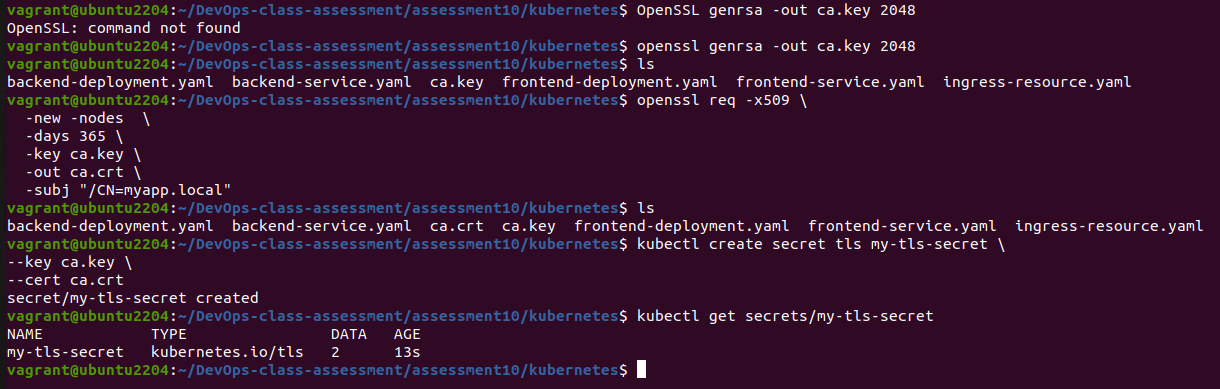 vagrant@ubuntu2204:~/DevOps-class-assessment/assessment10/kubernetes$ OpenSSL genrsa -out ca.key 2048
OpenSSL: command not found
vagrant@ubuntu2204:~/DevOps-class-assessment/assessment10/kubernetes$ openssl genrsa -out ca.key 2048
vagrant@ubuntu2204:~/DevOps-class-assessment/assessment10/kubernetes$ ls
backend-deployment.yaml  backend-service.yaml  ca.key  frontend-deployment.yaml  frontend-service.yaml  ingress-resource.yaml
vagrant@ubuntu2204:~/DevOps-class-assessment/assessment10/kubernetes$ openssl req -x509 \
  -new -nodes  \
  -days 365 \
  -key ca.key \
  -out ca.crt \
  -subj "/CN=myapp.local"
vagrant@ubuntu2204:~/DevOps-class-assessment/assessment10/kubernetes$ ls
backend-deployment.yaml  backend-service.yaml  ca.crt  ca.key  frontend-deployment.yaml  frontend-service.yaml  ingress-resource.yaml
vagrant@ubuntu2204:~/DevOps-class-assessment/assessment10/kubernetes$ kubectl create secret tls my-tls-secret \
--key ca.key \
--cert ca.crt
secret/my-tls-secret created
vagrant@ubuntu2204:~/DevOps-class-assessment/assessment10/kubernetes$ kubectl get secrets/my-tls-secret
NAME            TYPE                DATA   AGE
my-tls-secret   kubernetes.io/tls   2      13s
vagrant@ubuntu2204:~/DevOps-class-assessment/assessment10/kubernetes$